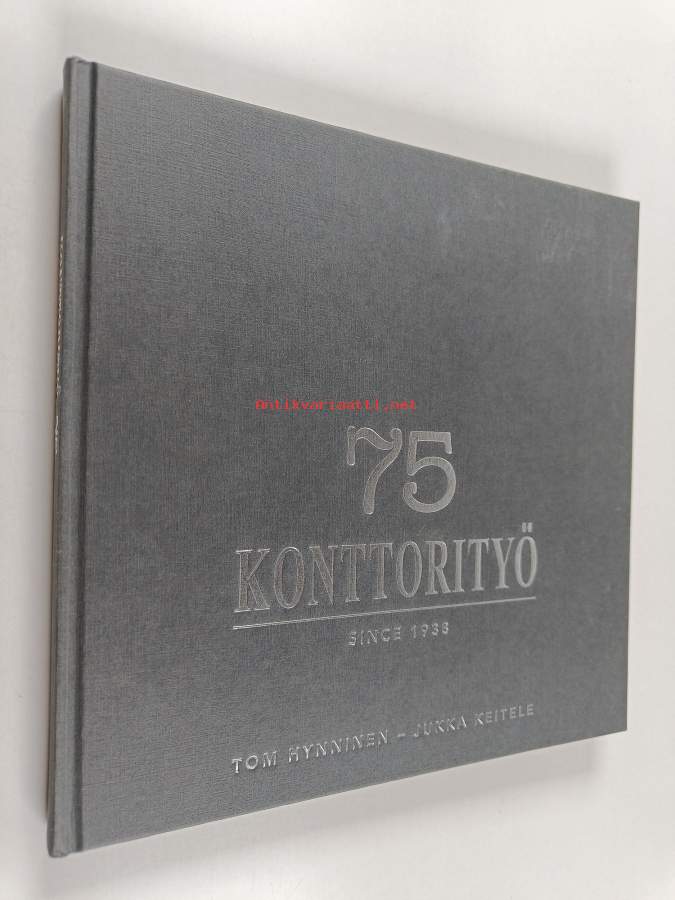 Antikvariaatti.net
75
KONTTORITYÖ
SINCE 1938
TOM HYNNINEN – JUKKA KEITELE